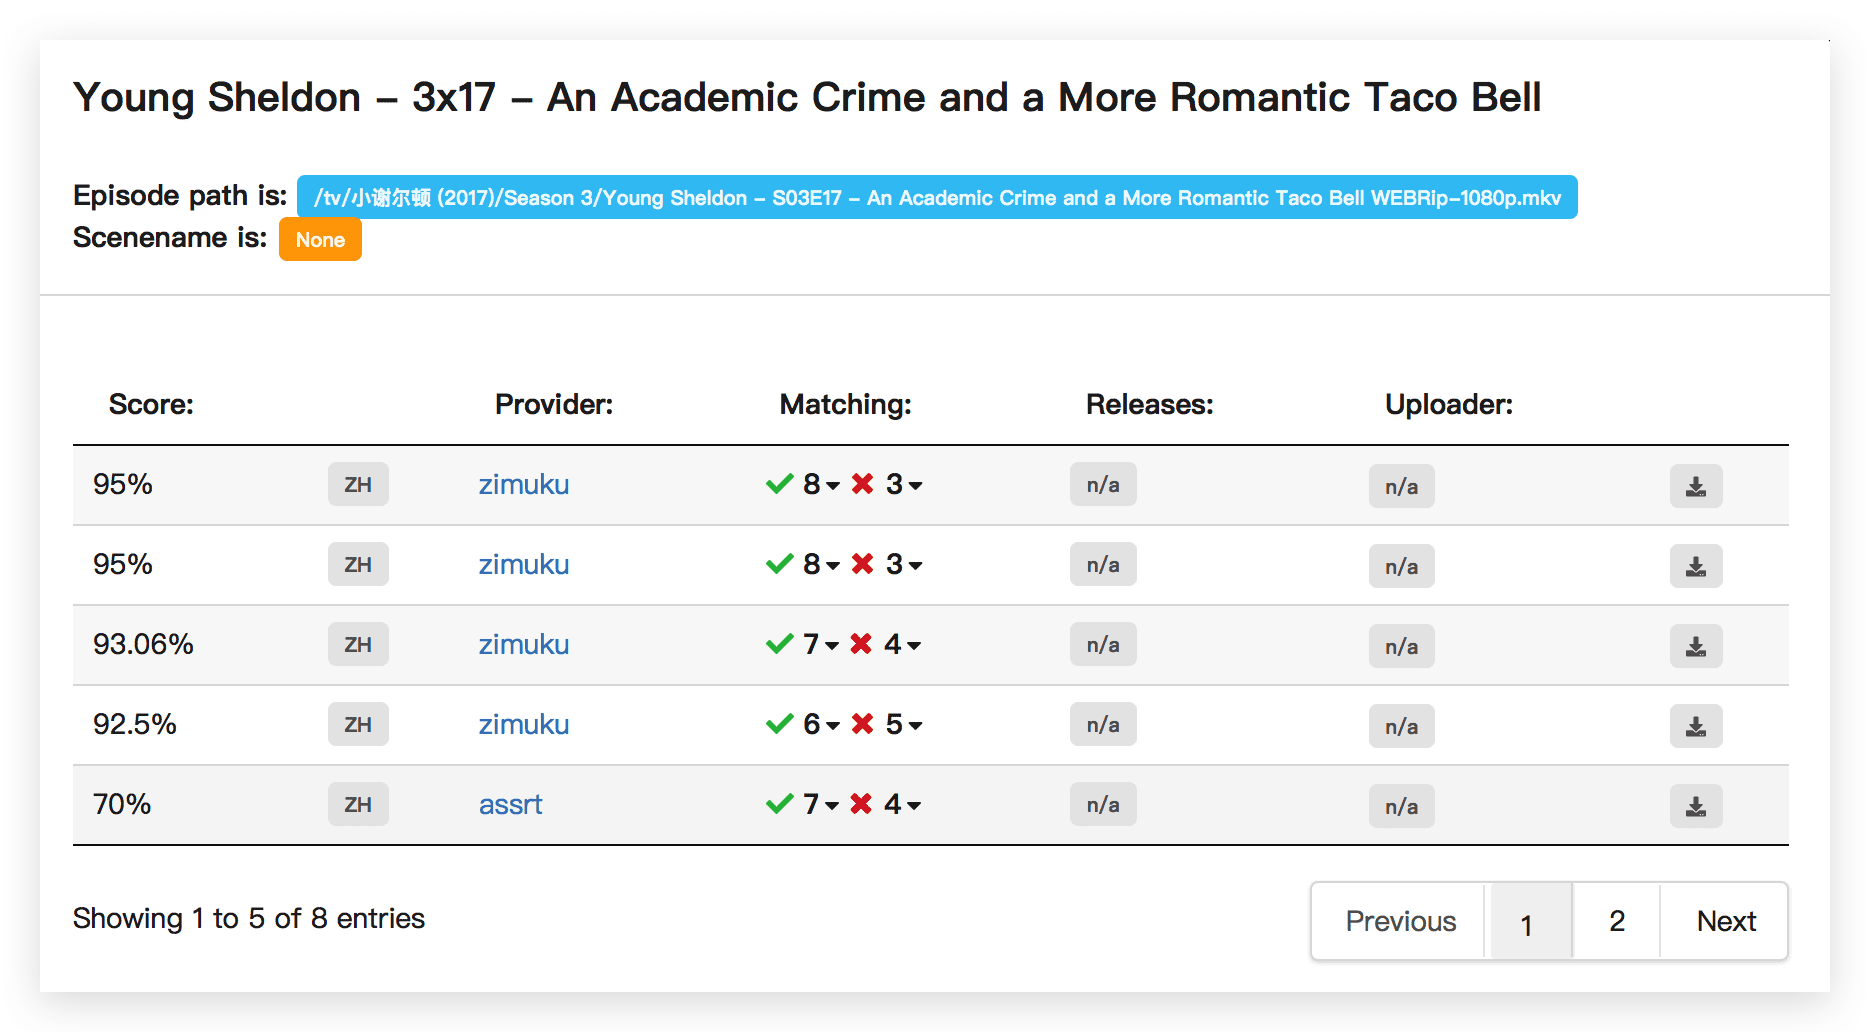 Young Sheldon – 3x17 – An Academic Crime and a More Romantic Taco Bell
Episode path is: /tv/小谢尔顿 (2017)/Season 3/Young Sheldon – S03E17 – An Academic Crime and a More Romantic Taco Bell WEBRip-1080p.mkv
Scenename is: None
Score: Provider: Matching: Releases: Uploader:
95% ZH zimuku 8 3 n/a n/a
95% ZH zimuku 8 3 n/a n/a
93.06% ZH zimuku 7 4 n/a n/a
92.5% ZH zimuku 6 5 n/a n/a
70% ZH assrt 7 4 n/a n/a
Showing 1 to 5 of 8 entries Previous 1 2 Next